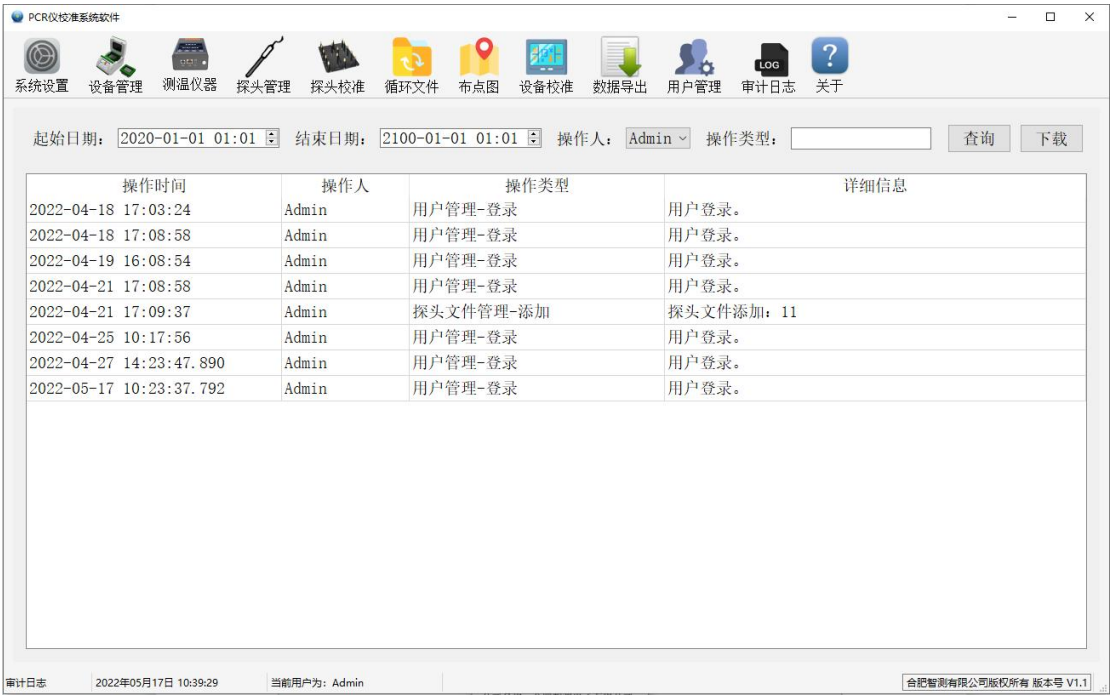 PCR仪校准系统软件
系统设置 设备管理 测温仪器 探头管理 探头校准 循环文件 布点图 设备校准 数据导出 用户管理 LOG 审计日志 ? 关于
起始日期: 2020-01-01 01:01 结束日期: 2100-01-01 01:01 操作人: Admin 操作类型: 查询 下载
操作时间 操作人 操作类型 详细信息
2022-04-18 17:03:24 Admin 用户管理-登录 用户登录。
2022-04-18 17:08:58 Admin 用户管理-登录 用户登录。
2022-04-19 16:08:54 Admin 用户管理-登录 用户登录。
2022-04-21 17:08:58 Admin 用户管理-登录 用户登录。
2022-04-21 17:09:37 Admin 探头文件管理-添加 探头文件添加: 11
2022-04-25 10:17:56 Admin 用户管理-登录 用户登录。
2022-04-27 14:23:47.890 Admin 用户管理-登录 用户登录。
2022-05-17 10:23:37.792 Admin 用户管理-登录 用户登录。
审计日志 2022年05月17日 10:39:29 当前用户为: Admin 合肥智测有限公司版权所有 版本号 V1.1